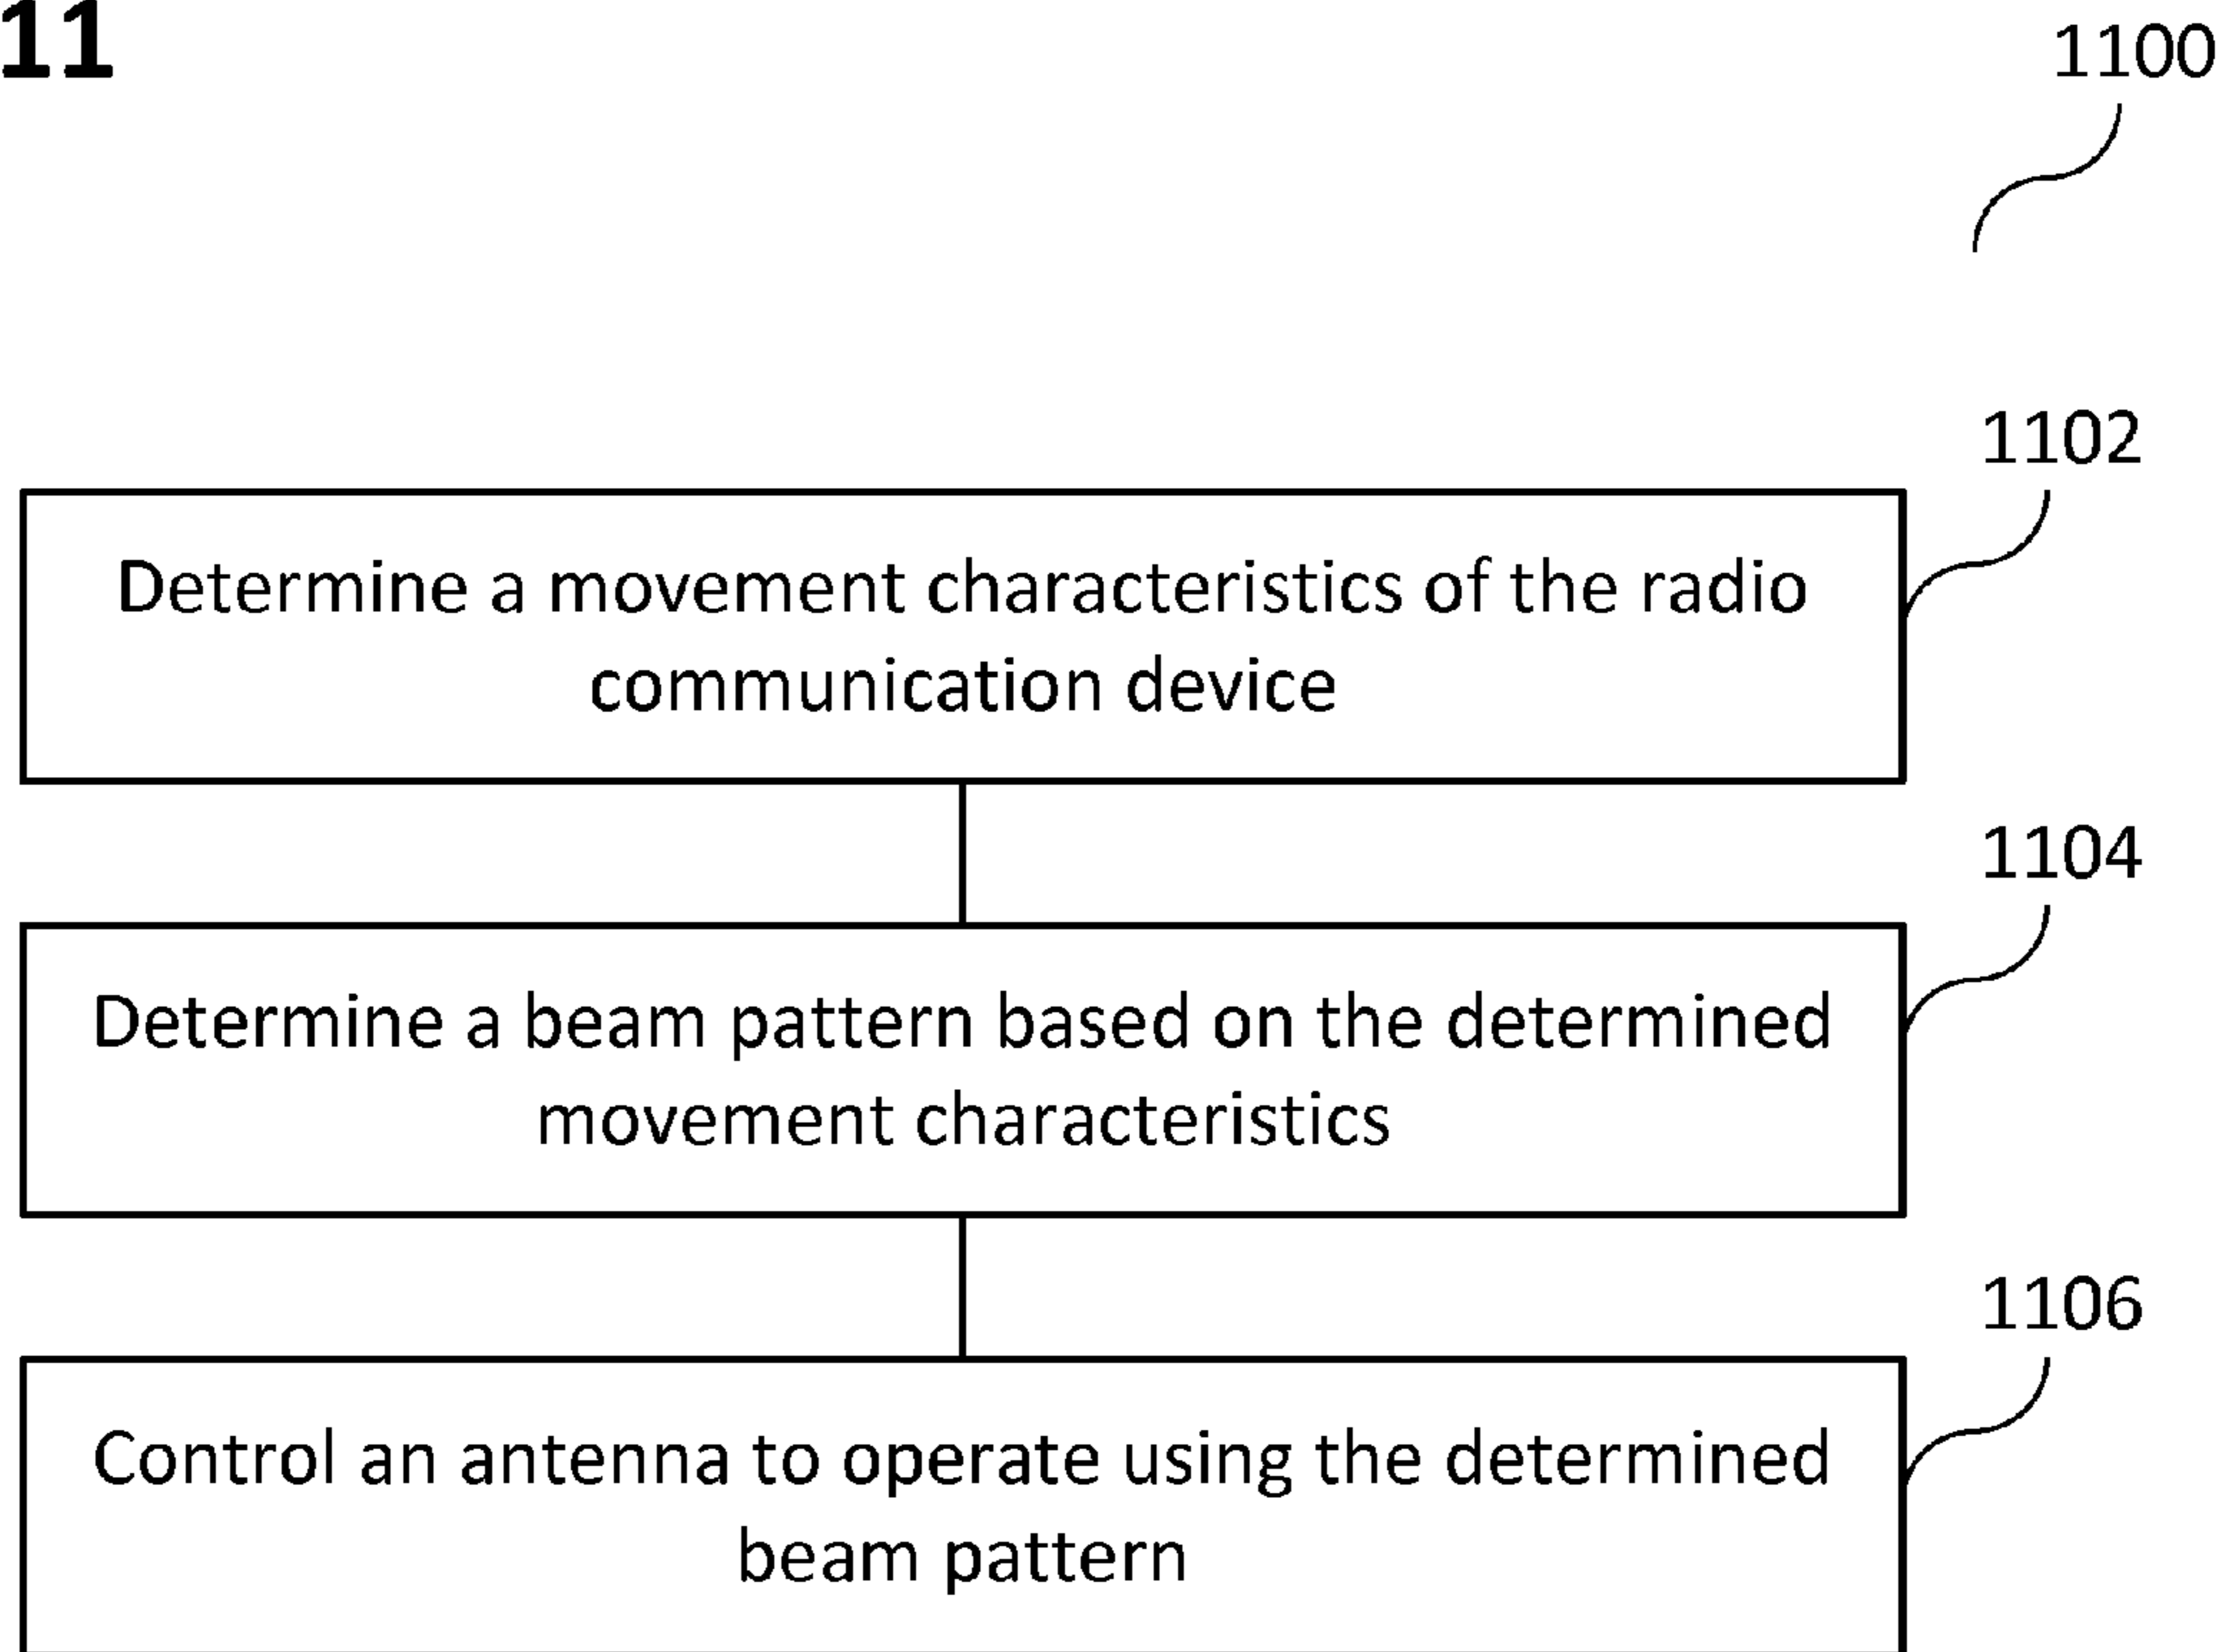 11
1100
1102
Determine a movement characteristics of the radio
communication device
1104
Determine a beam pattern based on the determined
movement characteristics
1106
Control an antenna to operate using the determined
beam pattern